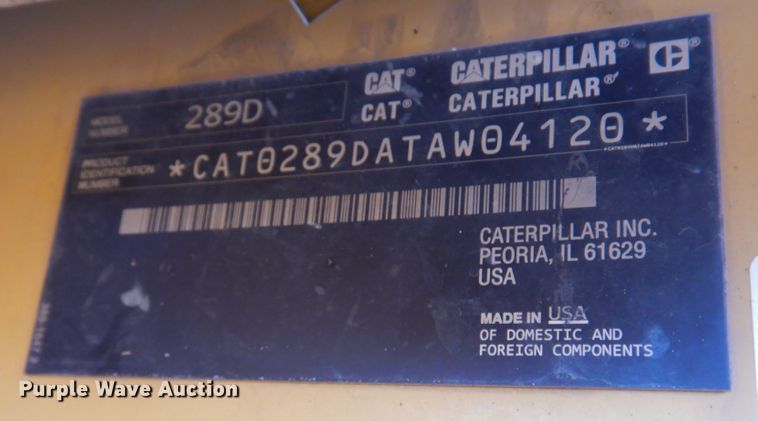 MODEL NUMBER 289D
CAT® CATERPILLAR® C®
CAT® CATERPILLAR®
PRODUCT IDENTIFICATION NUMBER *CAT0289DATAW04120*
*CAT0289DATAW04120*
CATERPILLAR INC.
PEORIA, IL 61629
USA
MADE IN USA
OF DOMESTIC AND
FOREIGN COMPONENTS
Purple Wave Auction